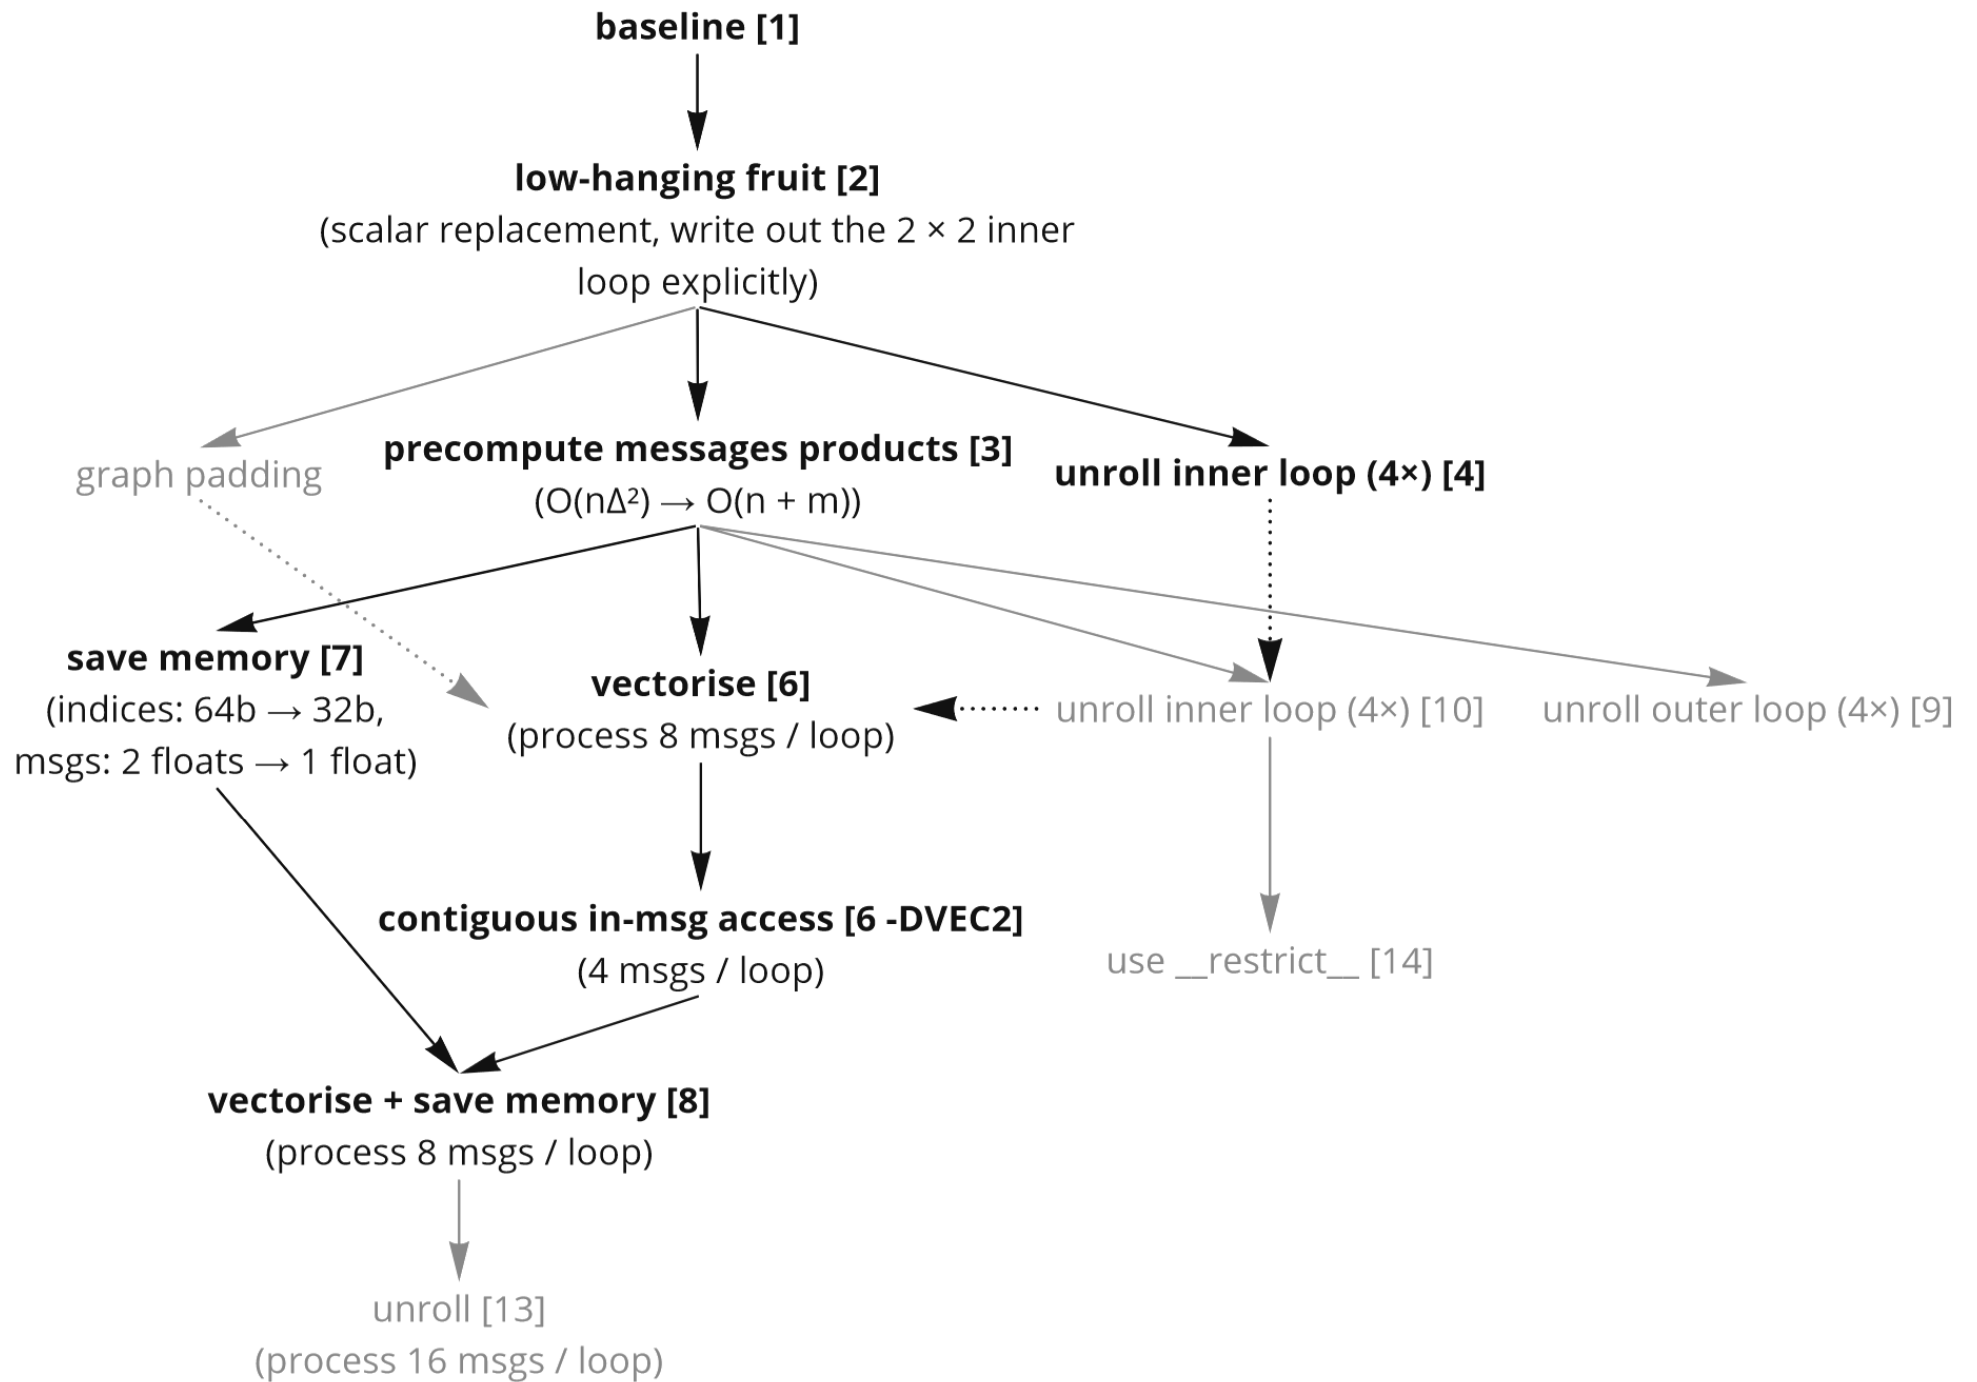 baseline [1]
low-hanging fruit [2]
(scalar replacement, write out the 2 × 2 inner
loop explicitly)
graph padding
precompute messages products [3]
(O(nΔ²) → O(n + m))
unroll inner loop (4×) [4]
save memory [7]
(indices: 64b → 32b,
msgs: 2 floats → 1 float)
vectorise [6]
(process 8 msgs / loop)
unroll inner loop (4×) [10]
unroll outer loop (4×) [9]
contiguous in-msg access [6 -DVEC2]
(4 msgs / loop)
use __restrict__ [14]
vectorise + save memory [8]
(process 8 msgs / loop)
unroll [13]
(process 16 msgs / loop)